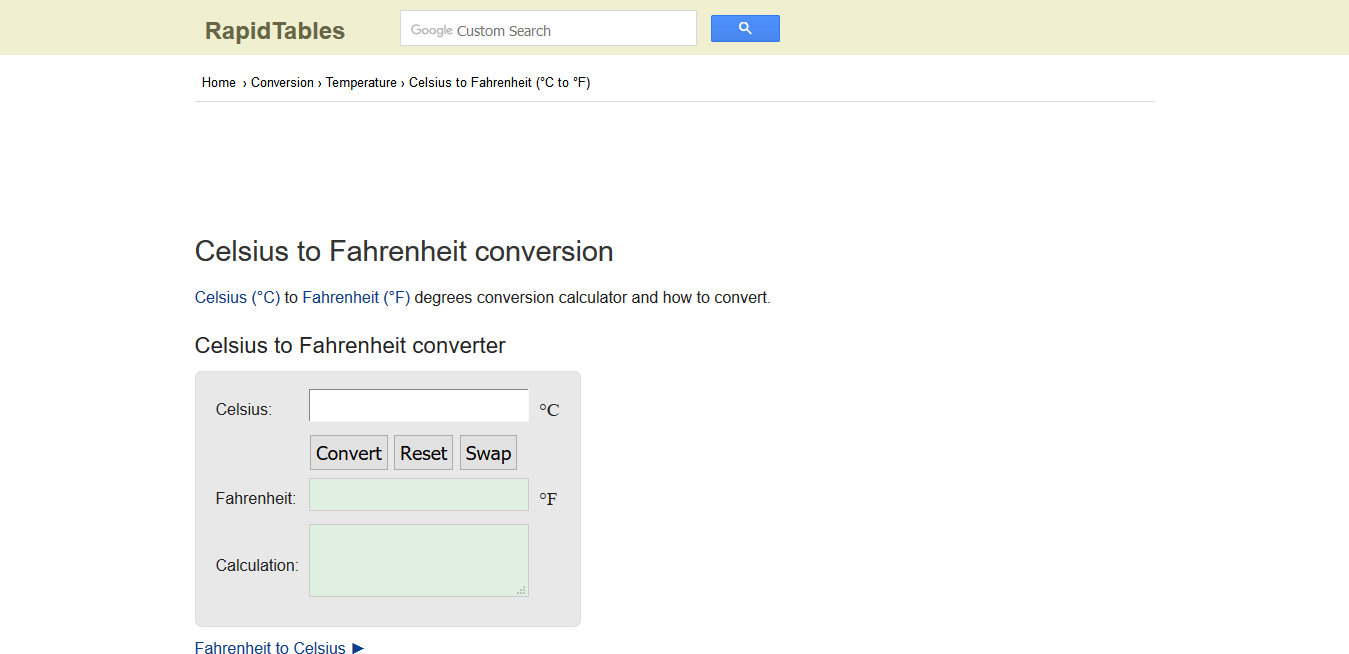 RapidTables
Google Custom Search
Home › Conversion › Temperature › Celsius to Fahrenheit (°C to °F)
Celsius to Fahrenheit conversion
Celsius (°C) to Fahrenheit (°F) degrees conversion calculator and how to convert.
Celsius to Fahrenheit converter
Celsius: °C
Convert Reset Swap
Fahrenheit: °F
Calculation:
Fahrenheit to Celsius ►